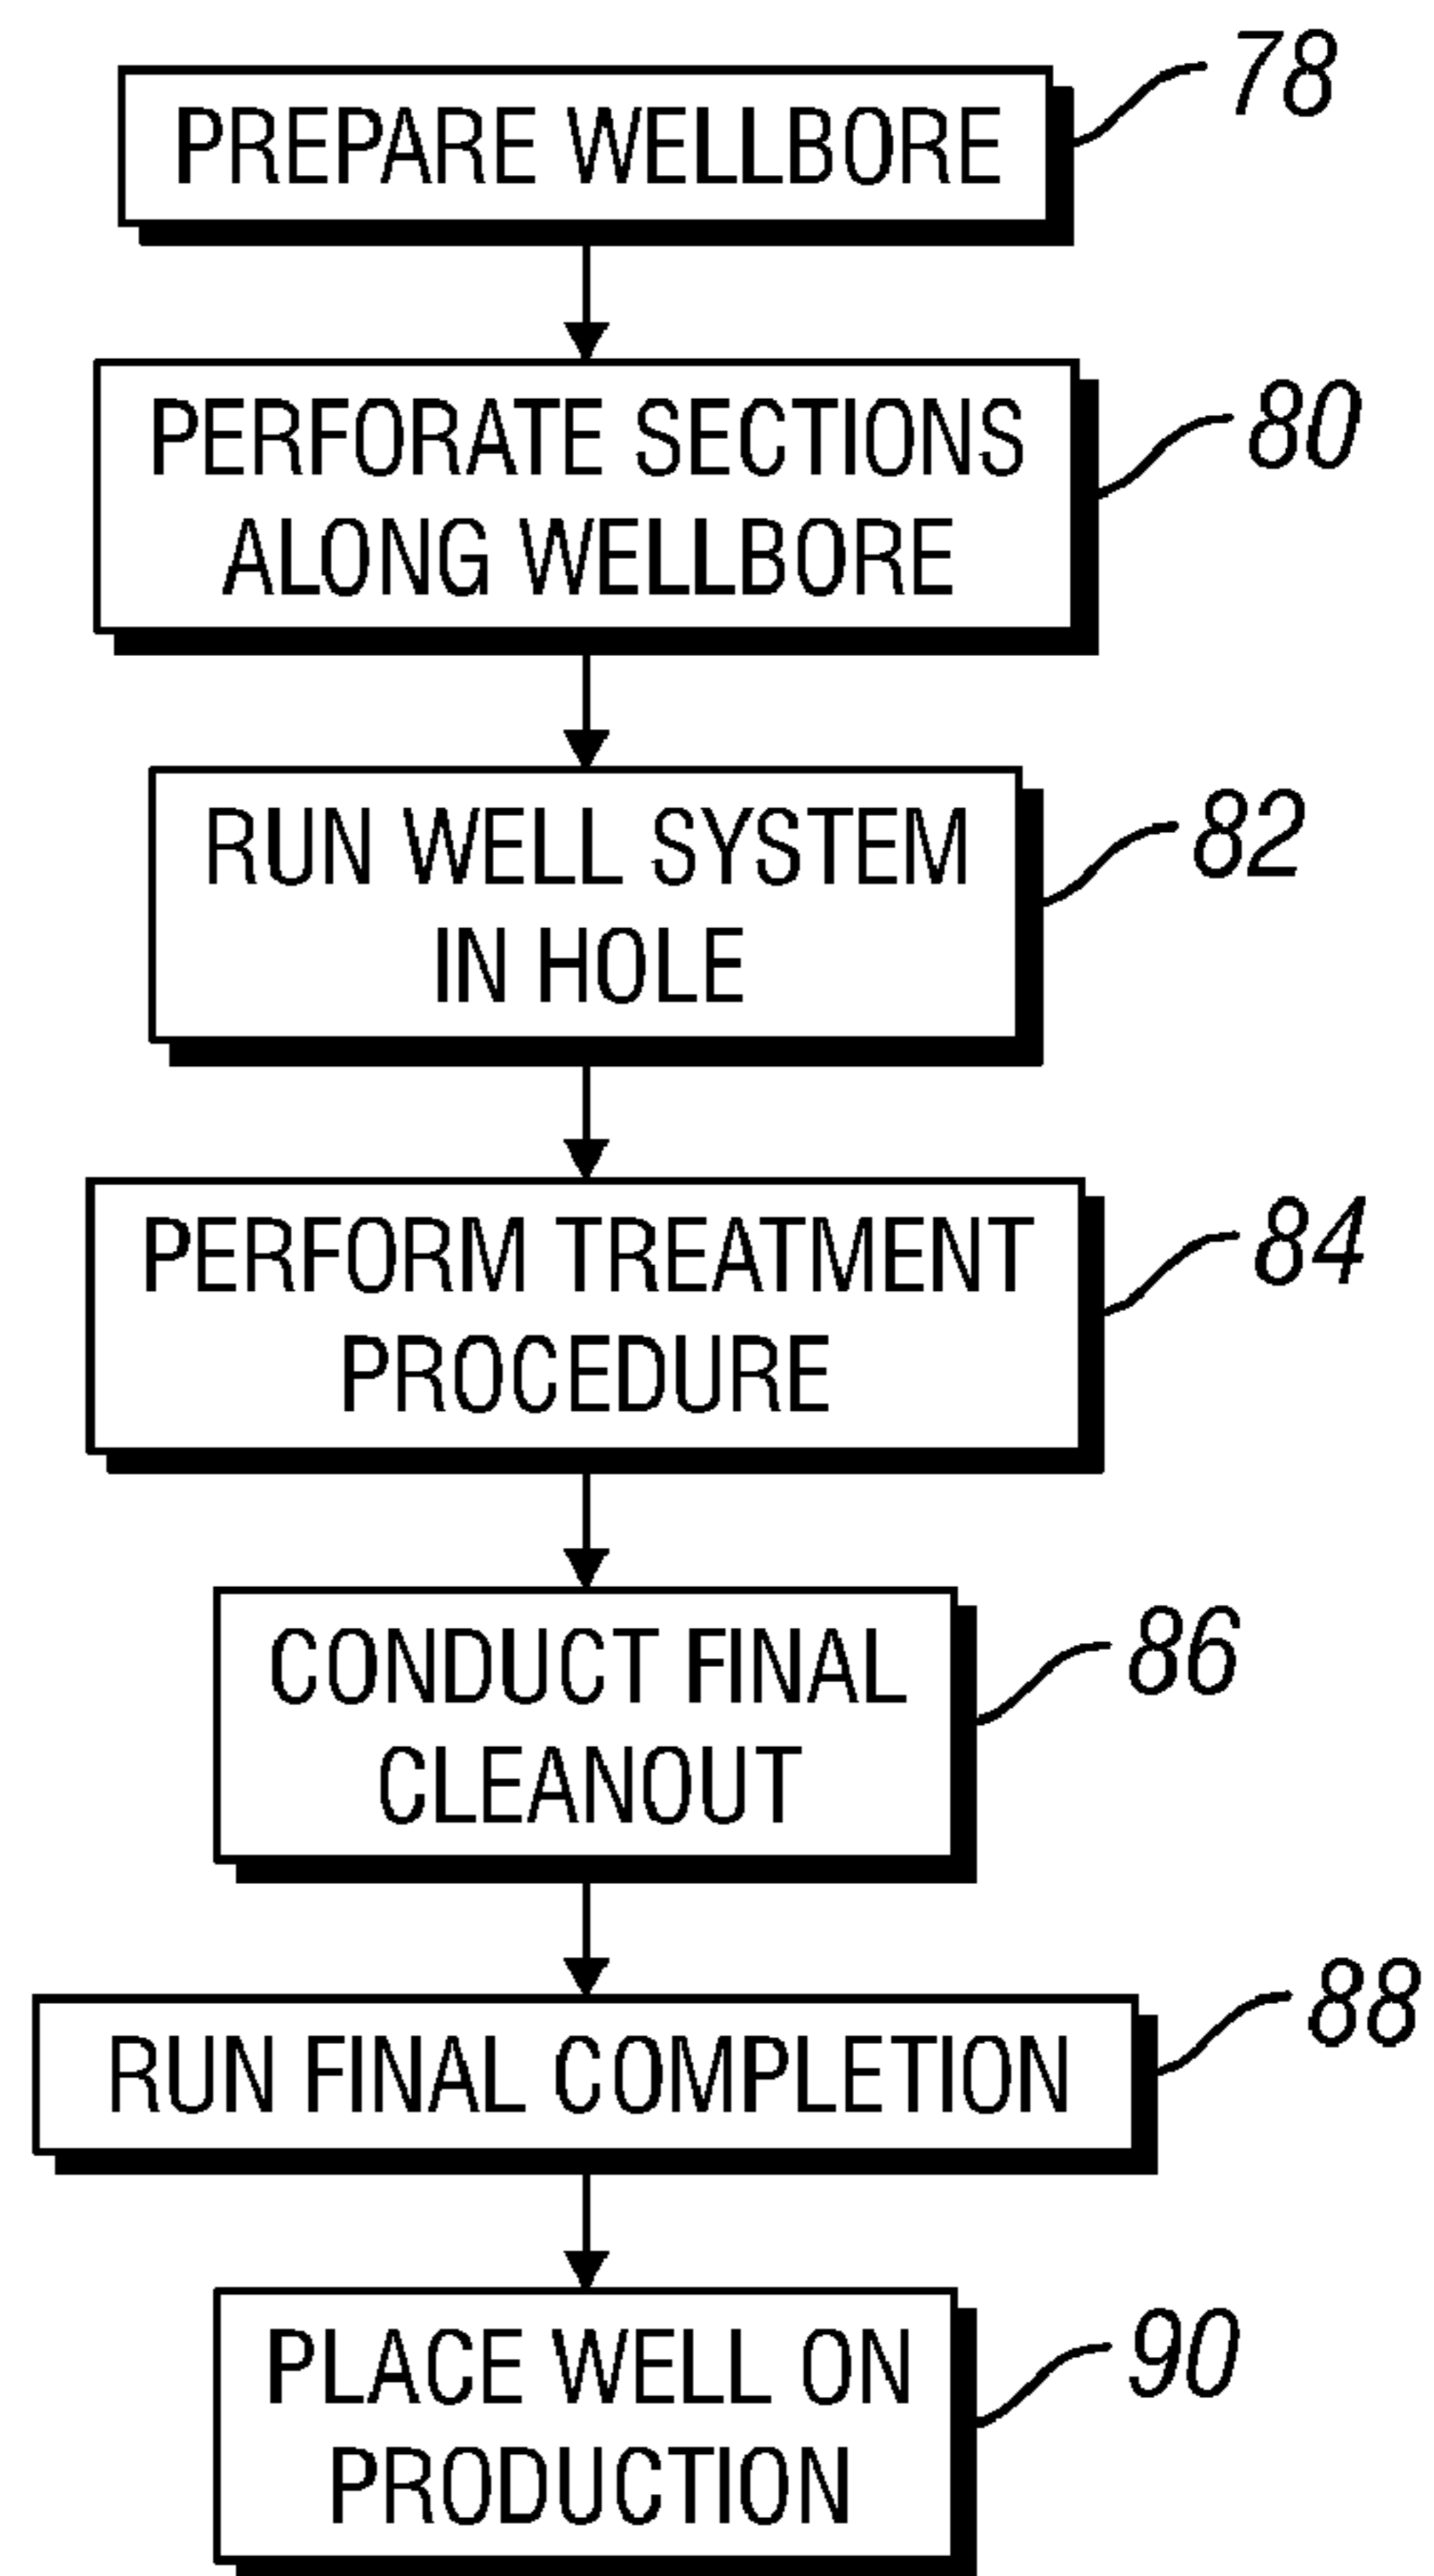 PREPARE WELLBORE
78
PERFORATE SECTIONS
ALONG WELLBORE
80
RUN WELL SYSTEM
IN HOLE
82
PERFORM TREATMENT
PROCEDURE
84
CONDUCT FINAL
CLEANOUT
86
RUN FINAL COMPLETION
88
PLACE WELL ON
PRODUCTION
90